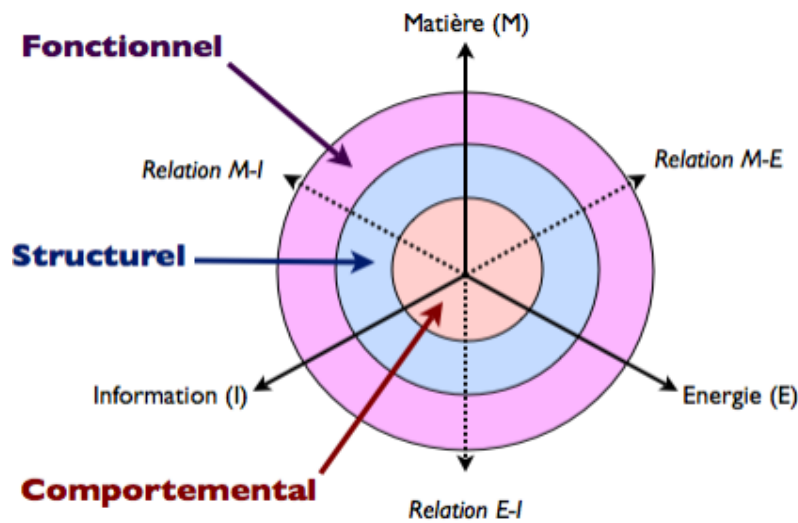 Matière (M)
Fonctionnel
Relation M-I
Relation M-E
Structurel
Information (I)
Energie (E)
Comportemental
Relation E-I